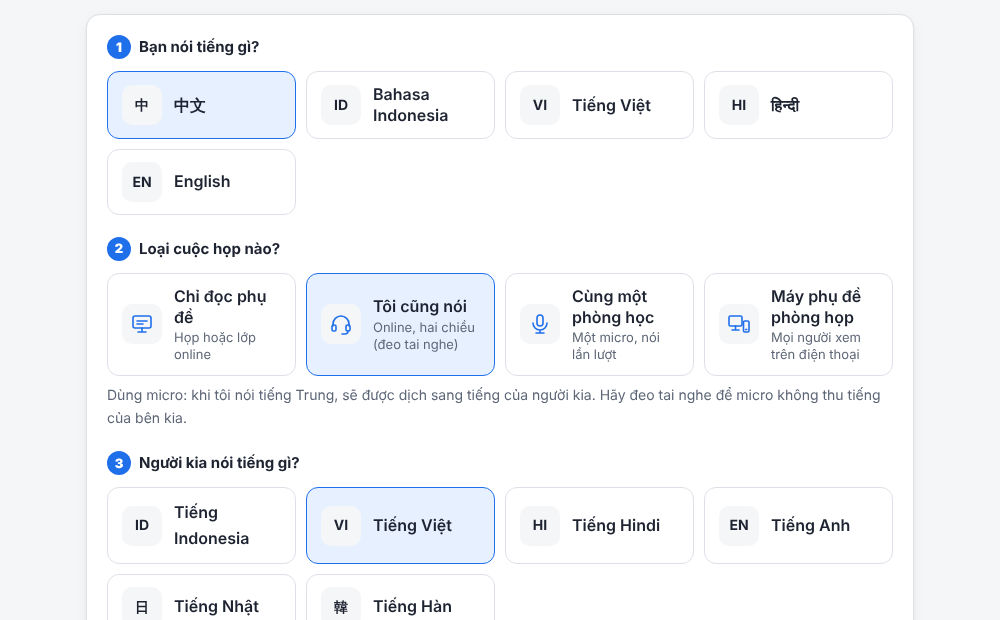 1 Bạn nói tiếng gì?
中 中文
ID Bahasa Indonesia
VI Tiếng Việt
HI हिन्दी
EN English
2 Loại cuộc họp nào?
Chỉ đọc phụ đề
Họp hoặc lớp online
Tôi cũng nói
Online, hai chiều (đeo tai nghe)
Cùng một phòng học
Một micro, nói lần lượt
Máy phụ đề phòng họp
Mọi người xem trên điện thoại
Dùng micro: khi tôi nói tiếng Trung, sẽ được dịch sang tiếng của người kia. Hãy đeo tai nghe để micro không thu tiếng
của bên kia.
3 Người kia nói tiếng gì?
ID Tiếng Indonesia
VI Tiếng Việt
HI Tiếng Hindi
EN Tiếng Anh
日 Tiếng Nhật
韓 Tiếng Hàn